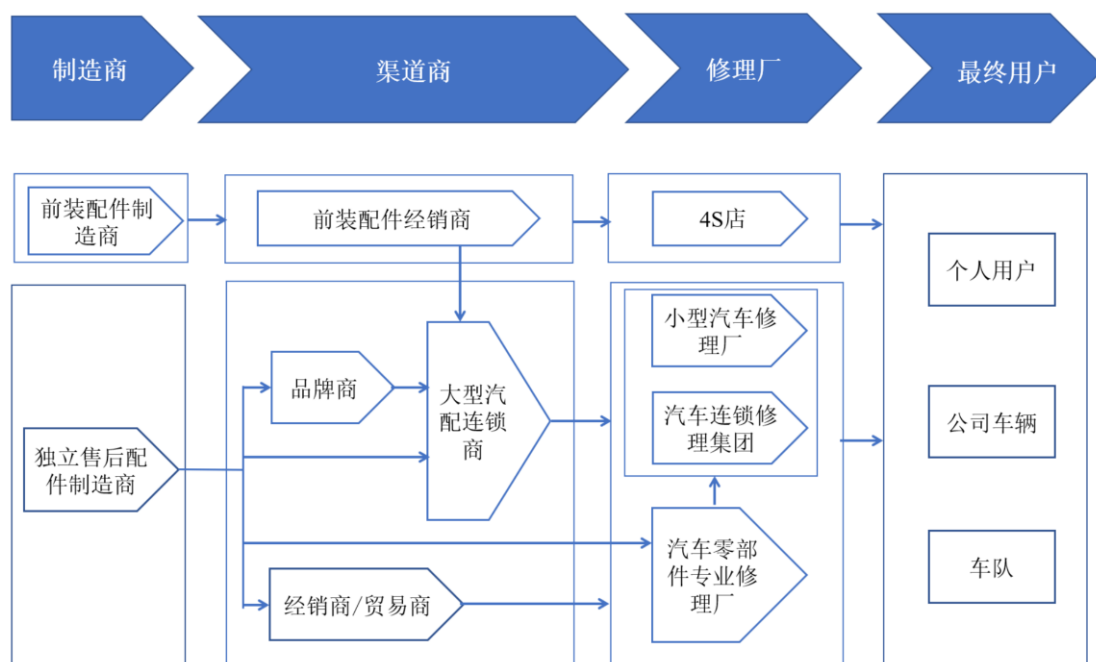 制造商
渠道商
修理厂
最终用户
前装配件制
造商
前装配件经销商
4S店
个人用户
小型汽车修
理厂
品牌商
大型汽
配连锁
商
汽车连锁修
理集团
公司车辆
独立售后配
件制造商
汽车零部
件专业修
理厂
车队
经销商/贸易商